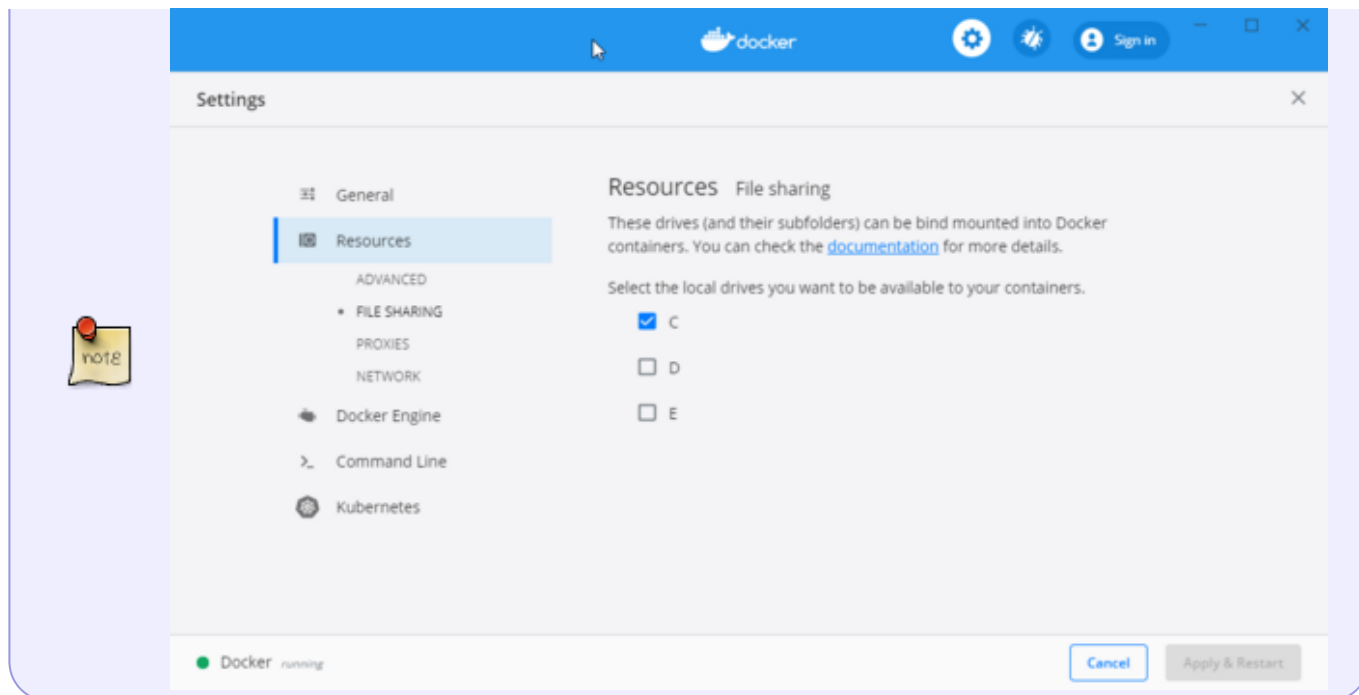 docker
Sign in
Settings
General
Resources
ADVANCED
FILE SHARING
PROXIES
NETWORK
Docker Engine
Command Line
Kubernetes
Resources File sharing
These drives (and their subfolders) can be bind mounted into Docker
containers. You can check the documentation for more details.
Select the local drives you want to be available to your containers.
C
D
E
note
Docker running
Cancel
Apply & Restart